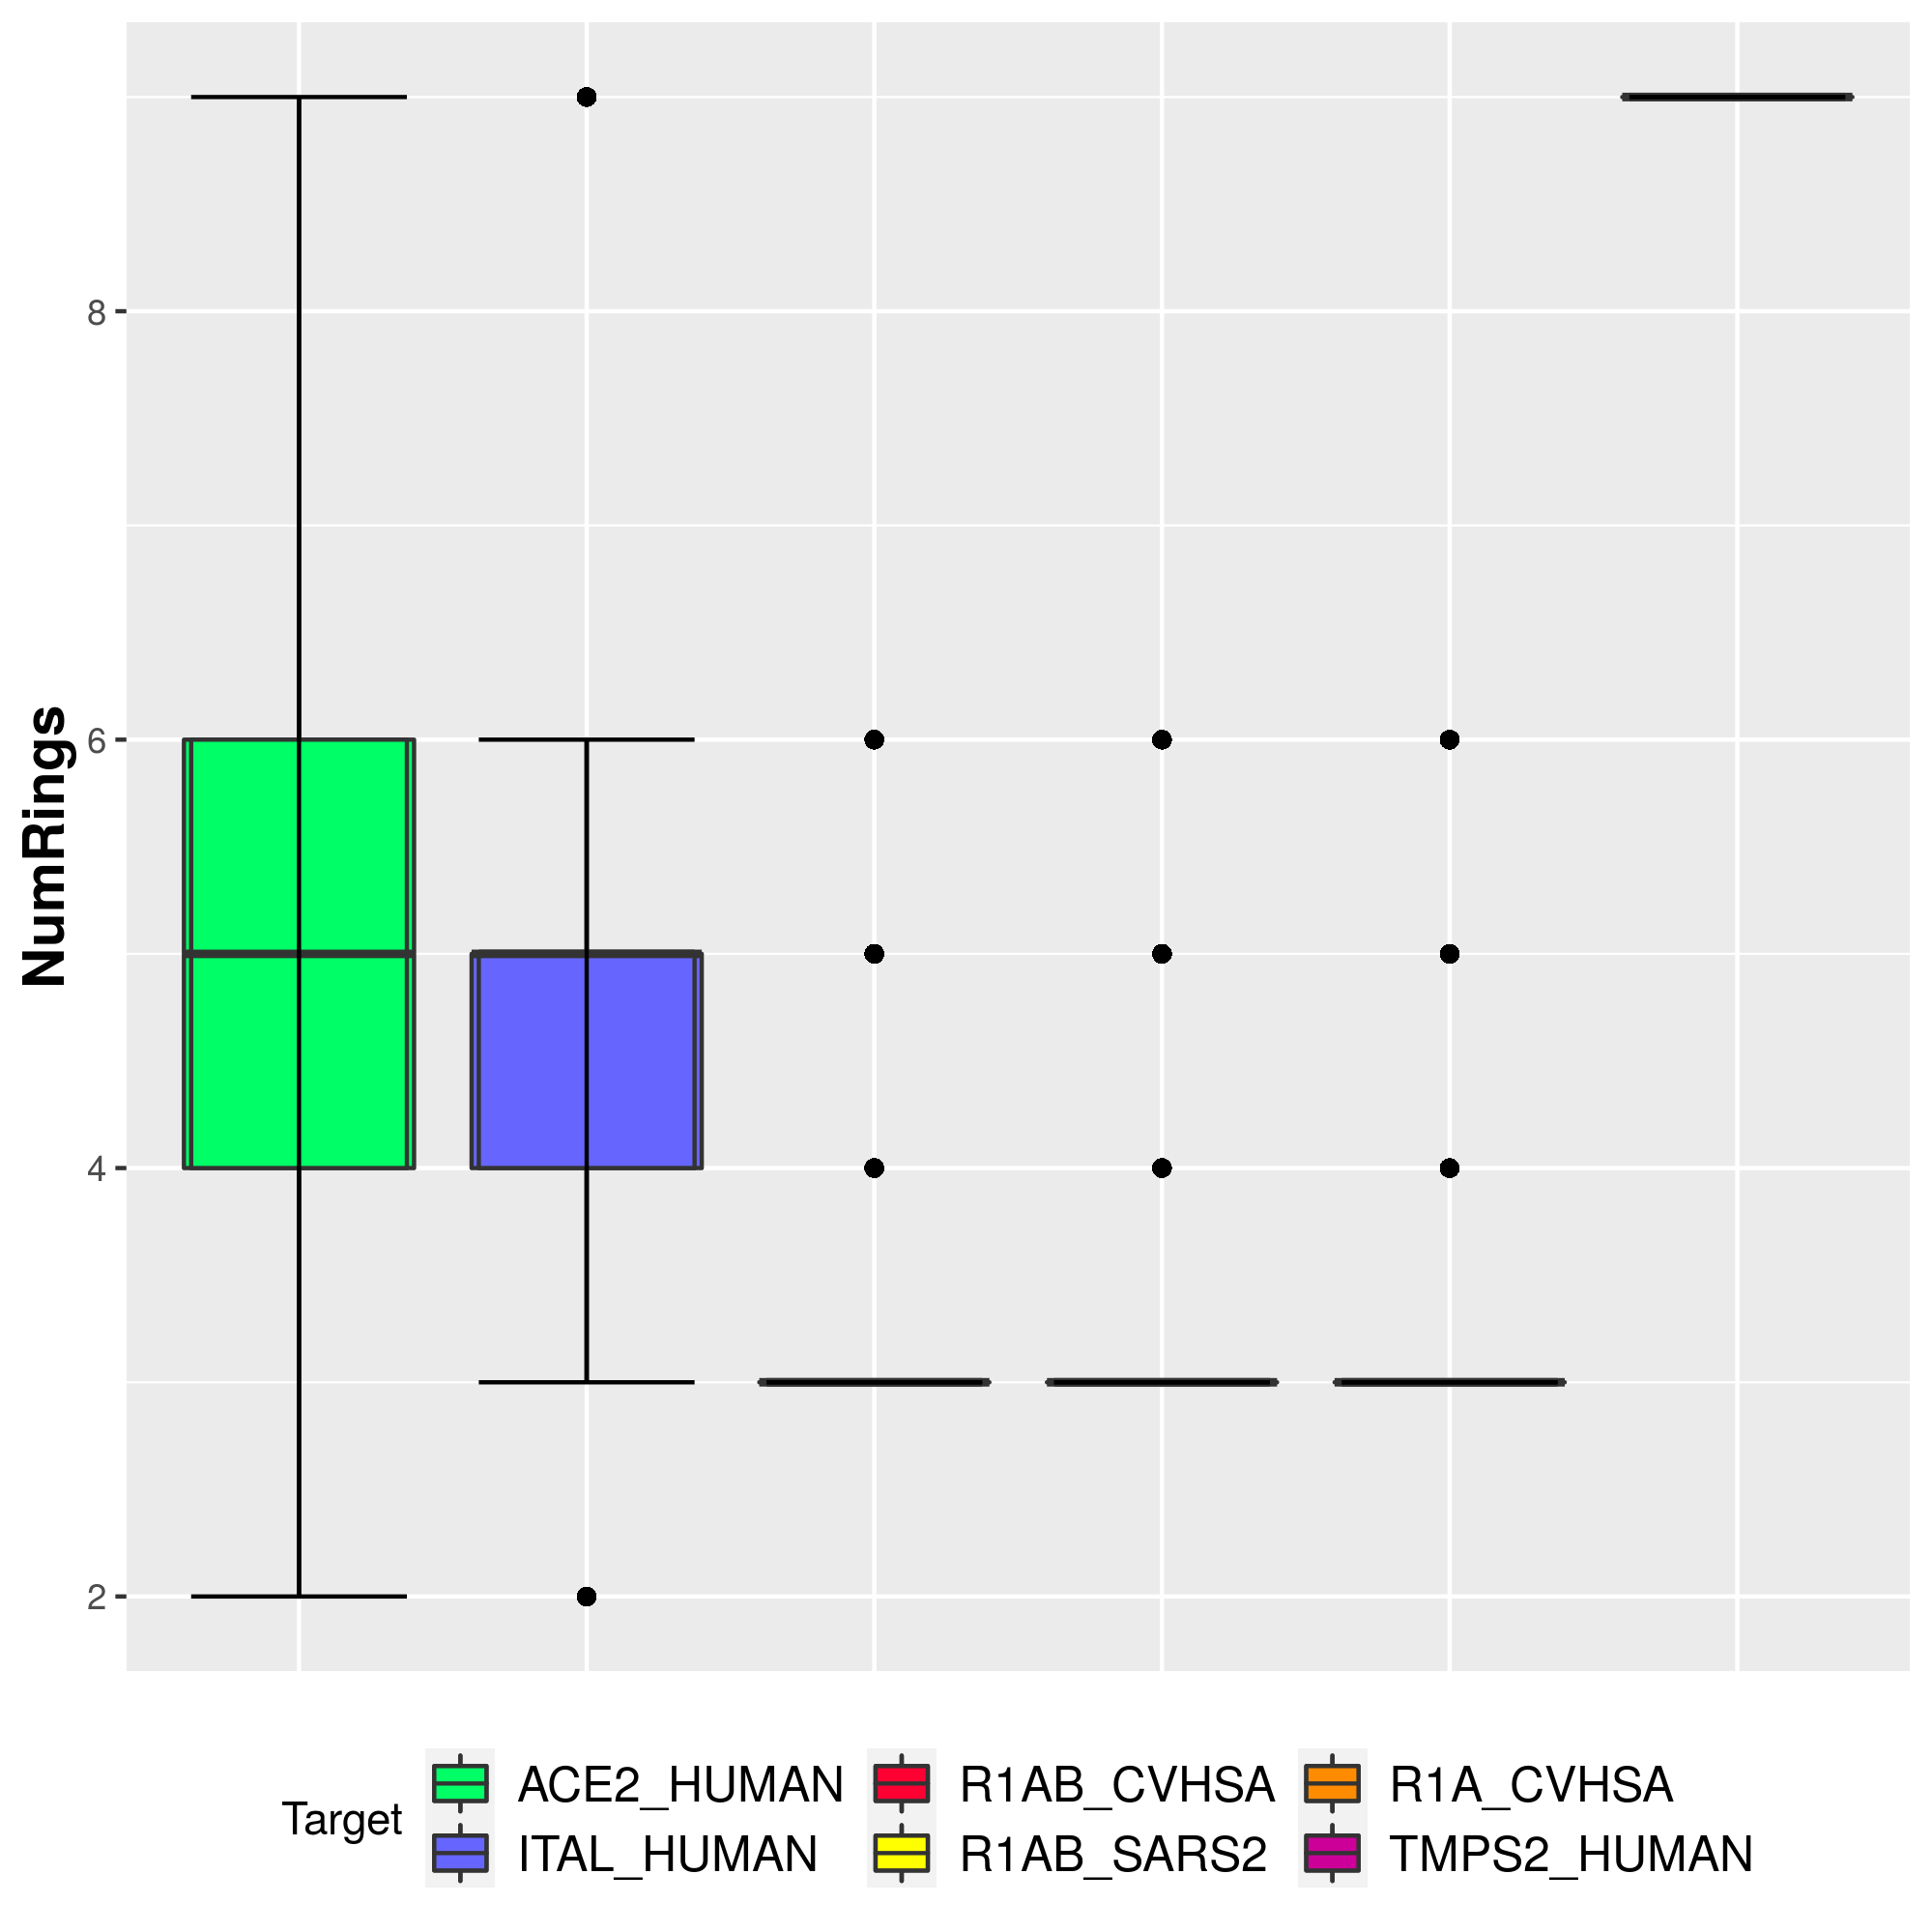 NumRings
8
6
4
2
Target
ACE2_HUMAN
R1AB_CVHSA
R1A_CVHSA
ITAL_HUMAN
R1AB_SARS2
TMPS2_HUMAN